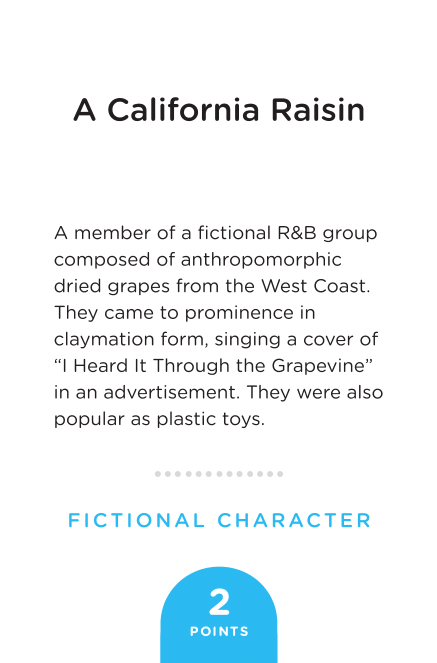 A California Raisin
A member of a fictional R&B group
composed of anthropomorphic
dried grapes from the West Coast.
They came to prominence in
claymation form, singing a cover of
“I Heard It Through the Grapevine”
in an advertisement. They were also
popular as plastic toys.
FICTIONAL CHARACTER
2
POINTS